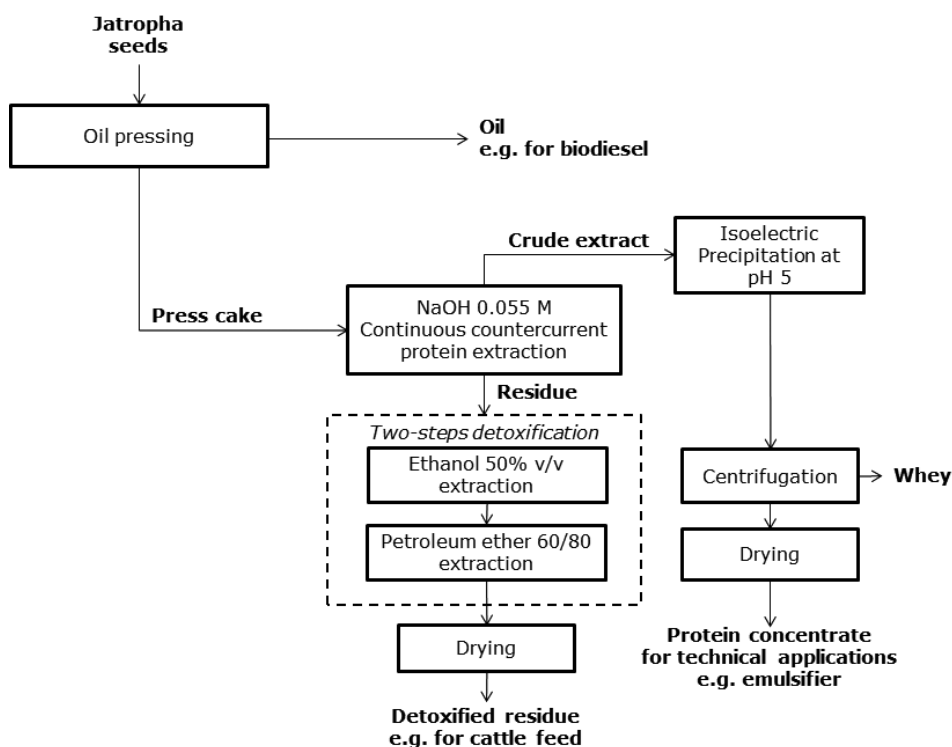 Jatropha
seeds
Oil pressing
Oil
e.g. for biodiesel
Press cake
NaOH 0.055 M
Continuous countercurrent
protein extraction
Crude extract
Isoelectric
Precipitation at
pH 5
Residue
Two-steps detoxification
Ethanol 50% v/v
extraction
Petroleum ether 60/80
extraction
Drying
Detoxified residue
e.g. for cattle feed
Centrifugation
Whey
Drying
Protein concentrate
for technical applications
e.g. emulsifier